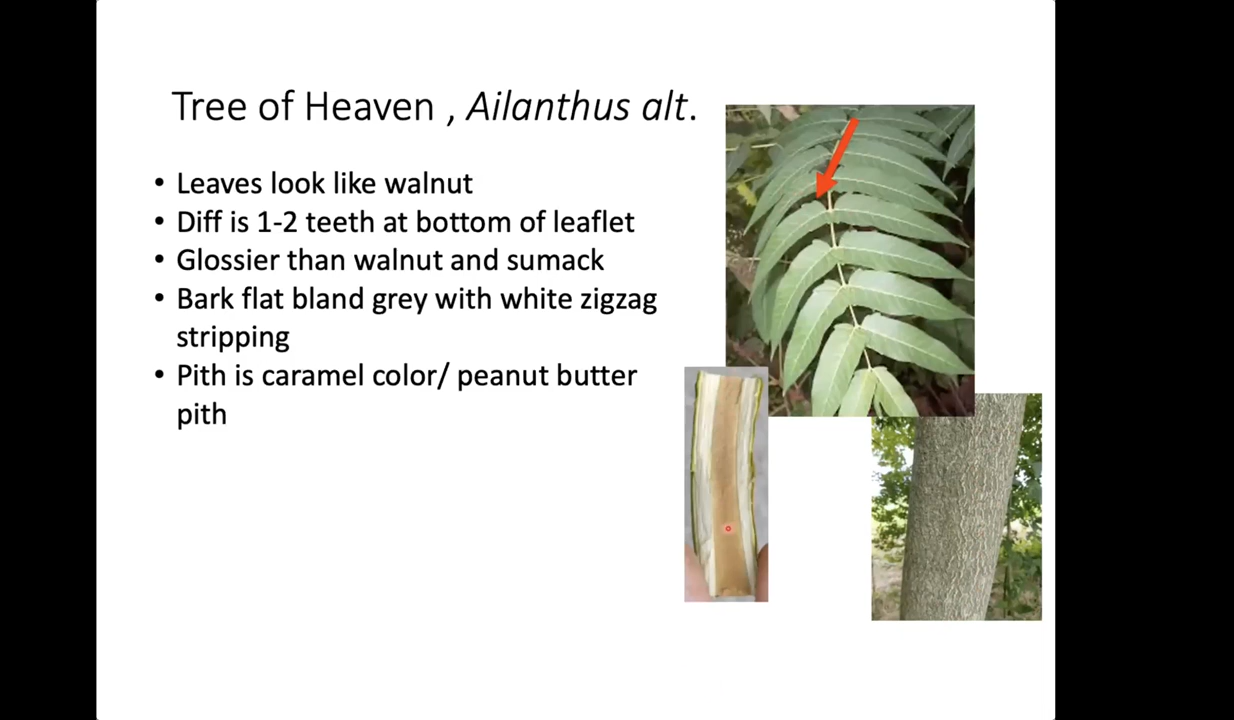 Tree of Heaven , Ailanthus alt.
• Leaves look like walnut
• Diff is 1-2 teeth at bottom of leaflet
• Glossier than walnut and sumack
• Bark flat bland grey with white zigzag
stripping
• Pith is caramel color/ peanut butter
pith